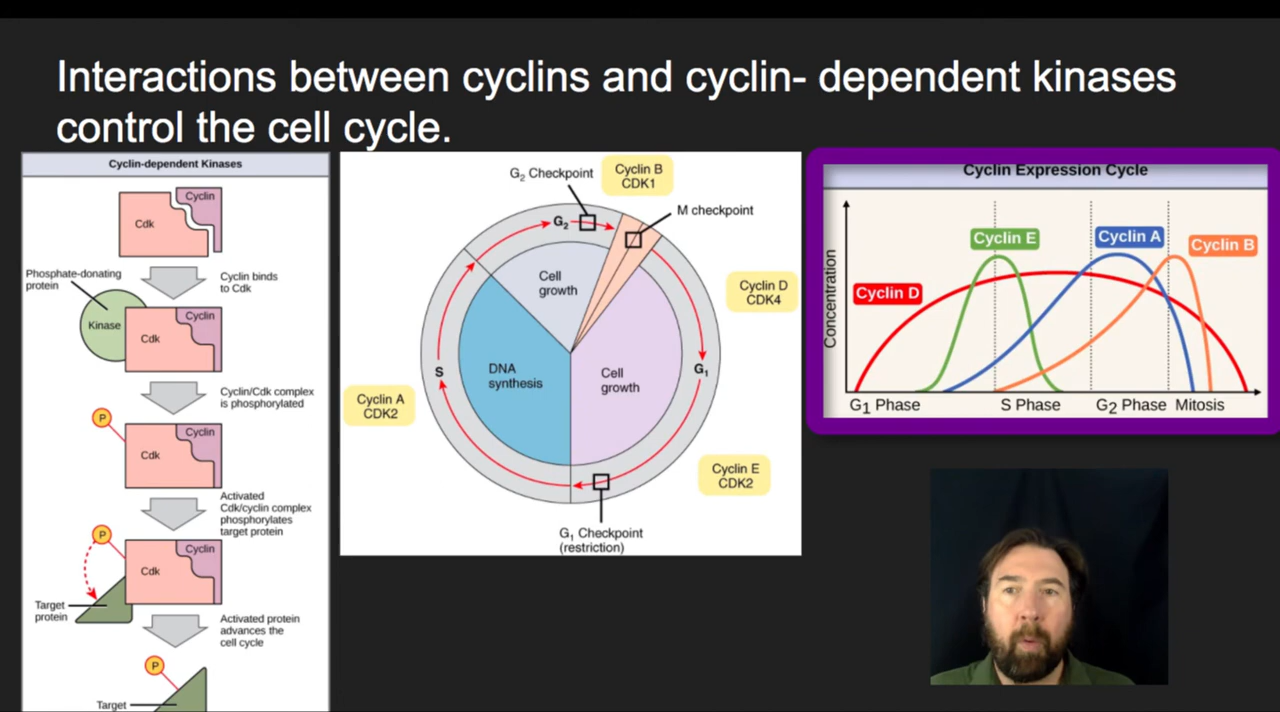 Interactions between cyclins and cyclin- dependent kinases
control the cell cycle.
Cyclin-dependent Kinases
Cyclin
Cdk
Phosphate-donating
protein
Cyclin binds
to Cdk
Kinase
Cyclin
Cdk
Cyclin/Cdk complex
is phosphorylated
P
Cyclin
Cdk
Activated
Cdk/cyclin complex
phosphorylates
target protein
P
Cyclin
Cdk
Target
protein
Activated protein
advances the
cell cycle
P
Target
G₂ Checkpoint
Cyclin B
CDK1
M checkpoint
G₂
Cell
growth
Cyclin D
CDK4
S
DNA
synthesis
Cell
growth
G₁
Cyclin A
CDK2
Cyclin E
CDK2
G₁ Checkpoint
(restriction)
Cyclin Expression Cycle
Concentration
Cyclin D
Cyclin E
Cyclin A
Cyclin B
G₁ Phase
S Phase
G₂ Phase
Mitosis